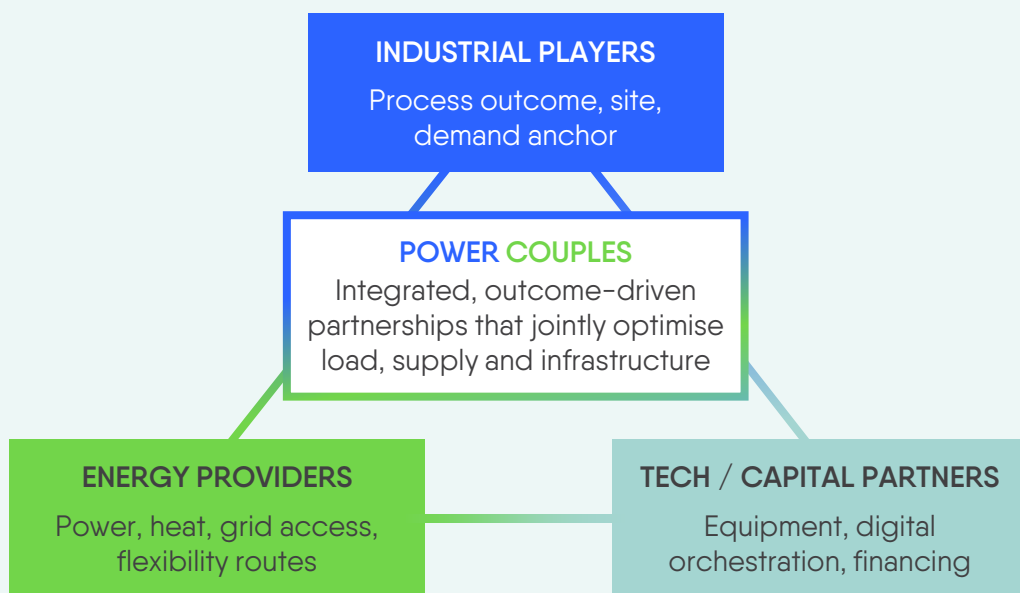 INDUSTRIAL PLAYERS
Process outcome, site,
demand anchor
POWER COUPLES
Integrated, outcome-driven
partnerships that jointly optimise
load, supply and infrastructure
ENERGY PROVIDERS
Power, heat, grid access,
flexibility routes
TECH / CAPITAL PARTNERS
Equipment, digital
orchestration, financing